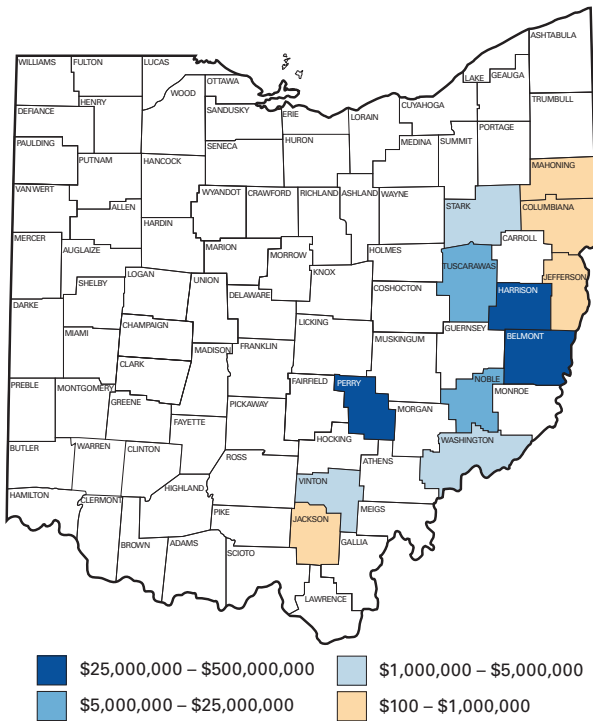 ASHTABULA
WILLIAMS FULTON LUCAS
OTTAWA LAKE GEAUGA
WOOD
HENRY SANDUSKY ERIE CUYAHOGA TRUMBULL
DEFIANCE LORAIN
PORTAGE
PAULDING SENECA HURON MEDINA SUMMIT
PUTNAM HANCOCK MAHONING
VAN WERT WYANDOT CRAWFORD RICHLAND ASHLAND WAYNE
ALLEN STARK COLUMBIANA
HARDIN
MERCER CARROLL
AUGLAIZE MARION MORROW HOLMES
KNOX TUSCARAWAS
LOGAN UNION JEFFERSON
SHELBY COSHOCTON HARRISON
DELAWARE
DARKE
CHAMPAIGN LICKING GUERNSEY
MIAMI MUSKINGUM BELMONT
MADISON FRANKLIN
CLARK
PREBLE MONTGOMERY FAIRFIELD PERRY NOBLE
GREENE PICKAWAY MONROE
MORGAN
FAYETTE
HOCKING WASHINGTON
BUTLER WARREN CLINTON
ROSS ATHENS
VINTON
HIGHLAND
HAMILTON CLERMONT MEIGS
PIKE JACKSON
BROWN ADAMS GALLIA
SCIOTO
LAWRENCE
$25,000,000 – $500,000,000 $1,000,000 – $5,000,000
$5,000,000 – $25,000,000 $100 – $1,000,000